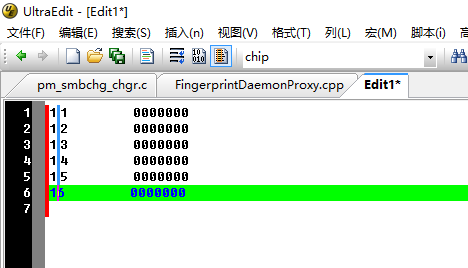 UltraEdit - [Edit1*]
文件(F) 编辑(E) 搜索(S) 插入(n) 视图(V) 格式(T) 列(L) 宏(M) 脚本(i)
chip
pm_smbchg_chgr.c FingerprintDaemonProxy.cpp Edit1*
1 11 0000000
2 12 0000000
3 13 0000000
4 14 0000000
5 15 0000000
6 16 0000000
7